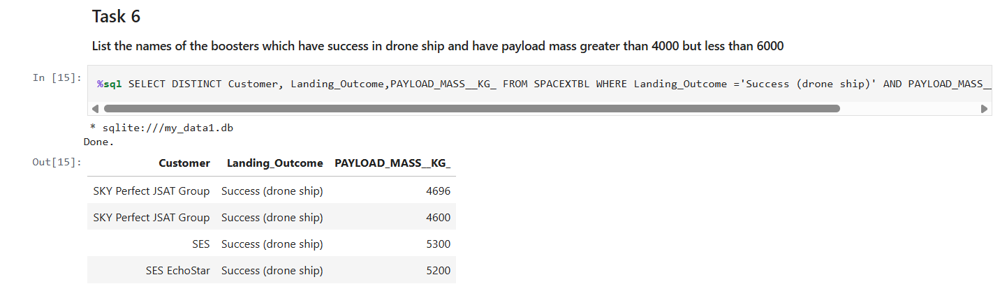 Task 6
List the names of the boosters which have success in drone ship and have payload mass greater than 4000 but less than 6000
In [15]: %sql SELECT DISTINCT Customer, Landing_Outcome,PAYLOAD_MASS__KG_ FROM SPACEXTBL WHERE Landing_Outcome ='Success (drone ship)' AND PAYLOAD_MASS__
* sqlite:///my_data1.db
Done.
Out[15]: Customer Landing_Outcome PAYLOAD_MASS__KG_
SKY Perfect JSAT Group Success (drone ship) 4696
SKY Perfect JSAT Group Success (drone ship) 4600
SES Success (drone ship) 5300
SES EchoStar Success (drone ship) 5200